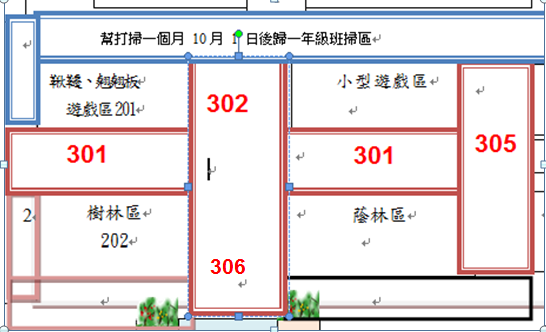 幫打掃一個月 10月 1 日後歸一年級班掃區
鞦韆、翹翹板
遊戲區201
302
小型遊戲區
301
301
305
2
樹林區
202
蔭林區
306